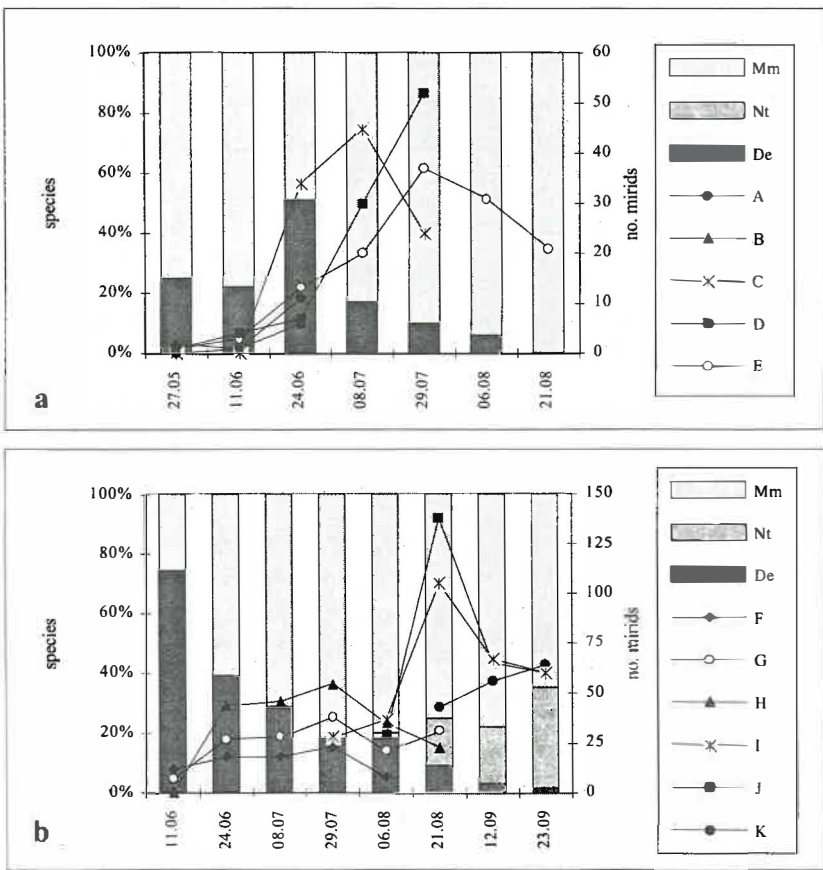 100%
80%
60%
40%
20%
0%
species
60
50
40
30
20
10
0
no. mirids
27.05
11.06
24.06
08.07
29.07
06.08
21.08
Mm
Nt
De
A
B
C
D
E
a
100%
80%
60%
40%
20%
0%
species
150
125
100
75
50
25
0
no. mirids
11.06
24.06
08.07
29.07
06.08
21.08
12.09
23.09
Mm
Nt
De
F
G
H
I
J
K
b